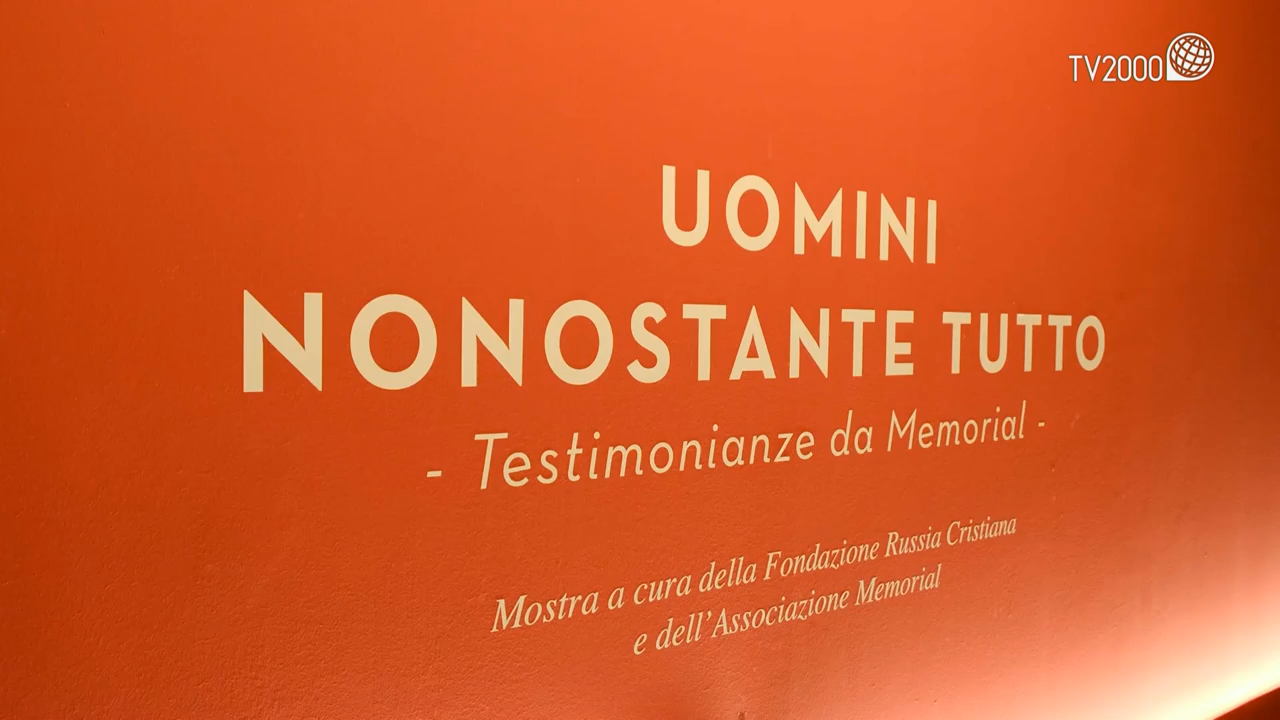 TV2000
UOMINI
NONOSTANTE TUTTO
- Testimonianze da Memorial -
Mostra a cura della Fondazione Russia Cristiana
e dell'Associazione Memorial